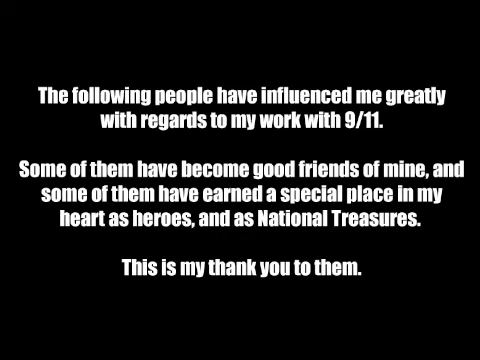 The following people have influenced me greatly
with regards to my work with 9/11.
Some of them have become good friends of mine, and
some of them have earned a special place in my
heart as heroes, and as National Treasures.
This is my thank you to them.